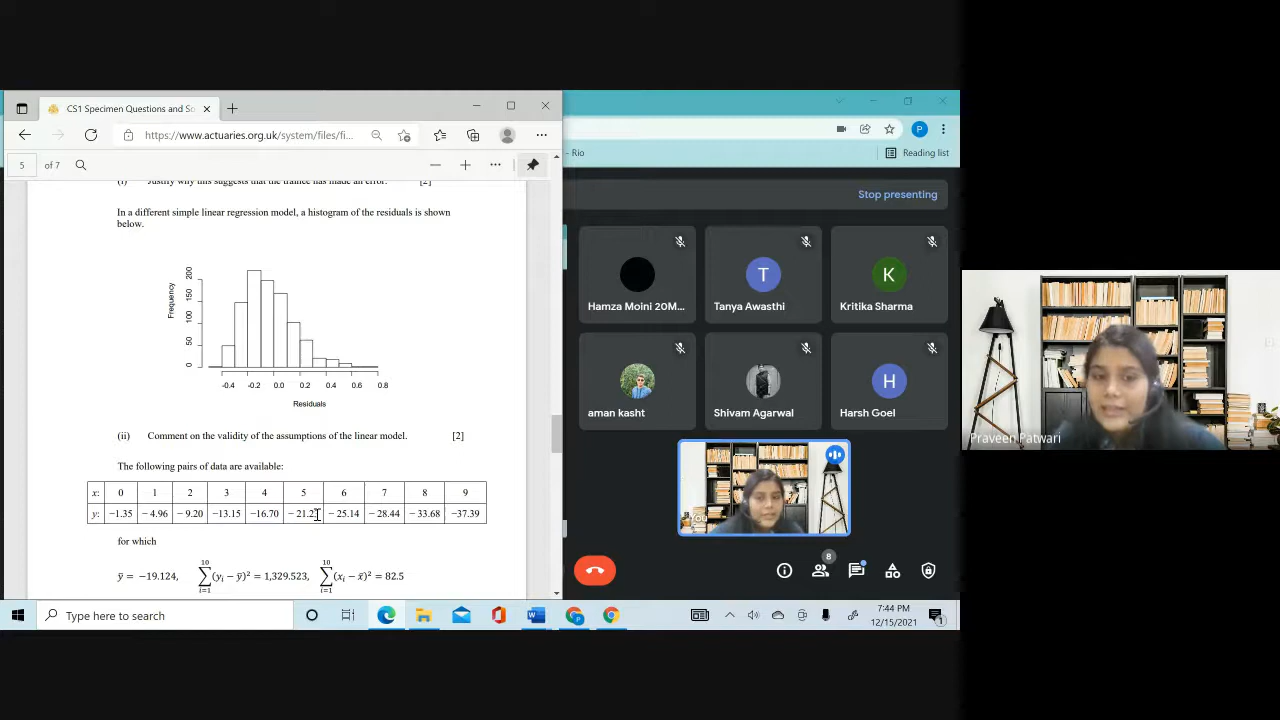 CS1 Specimen Questions and So
https://www.actuaries.org.uk/system/files/fi...
- Rio
Reading list
5 of 7
Stop presenting
(i) Justify why this suggests that the trainee has made an error. [2]
In a different simple linear regression model, a histogram of the residuals is shown
below.
Frequency
200
150
100
50
0
-0.4 -0.2 0.0 0.2 0.4 0.6 0.8
Residuals
(ii) Comment on the validity of the assumptions of the linear model. [2]
The following pairs of data are available:
x: 0 1 2 3 4 5 6 7 8 9
y: −1.35 − 4.96 − 9.20 −13.15 −16.70 − 25.14 − 28.44 − 33.68 −37.39
for which
ȳ = −19.124, ∑(i=1 to 10) (yᵢ − ȳ)² = 1,329.523, ∑(i=1 to 10) (xᵢ − x̄)² = 82.5
P
Hamza Moini 20M...
T
Tanya Awasthi
K
Kritika Sharma
aman kasht
Shivam Agarwal
H
Harsh Goel
You
8
Praveen Patwari
Type here to search
7:44 PM
12/15/2021
1